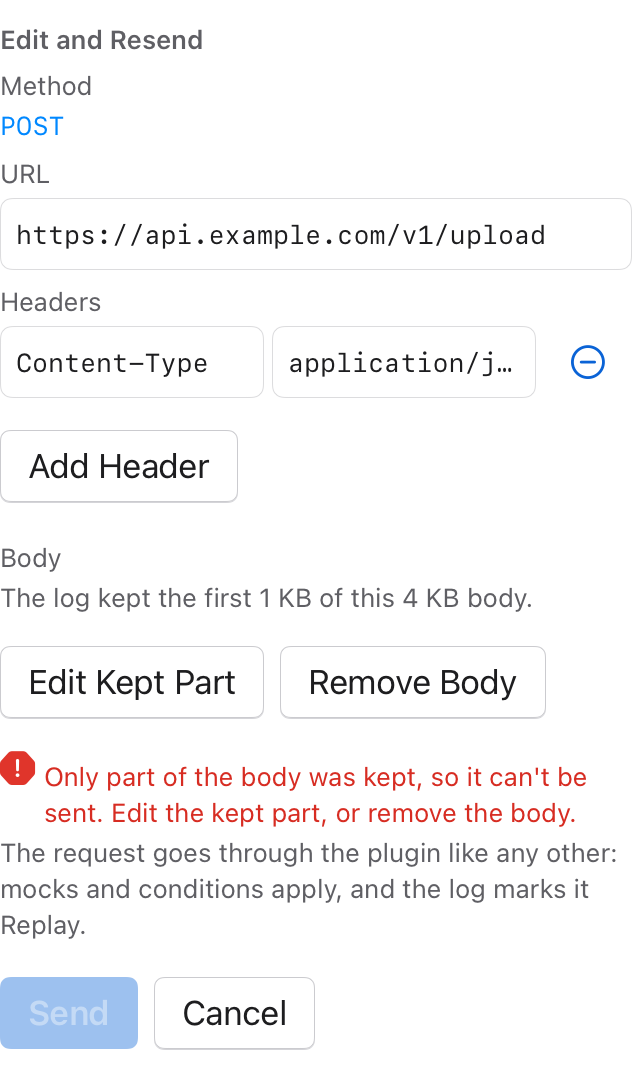 Edit and Resend
Method
POST
URL
https://api.example.com/v1/upload
Headers
Content-Type application/j…
Add Header
Body
The log kept the first 1 KB of this 4 KB body.
Edit Kept Part Remove Body
Only part of the body was kept, so it can't be
sent. Edit the kept part, or remove the body.
The request goes through the plugin like any other:
mocks and conditions apply, and the log marks it
Replay.
Send Cancel